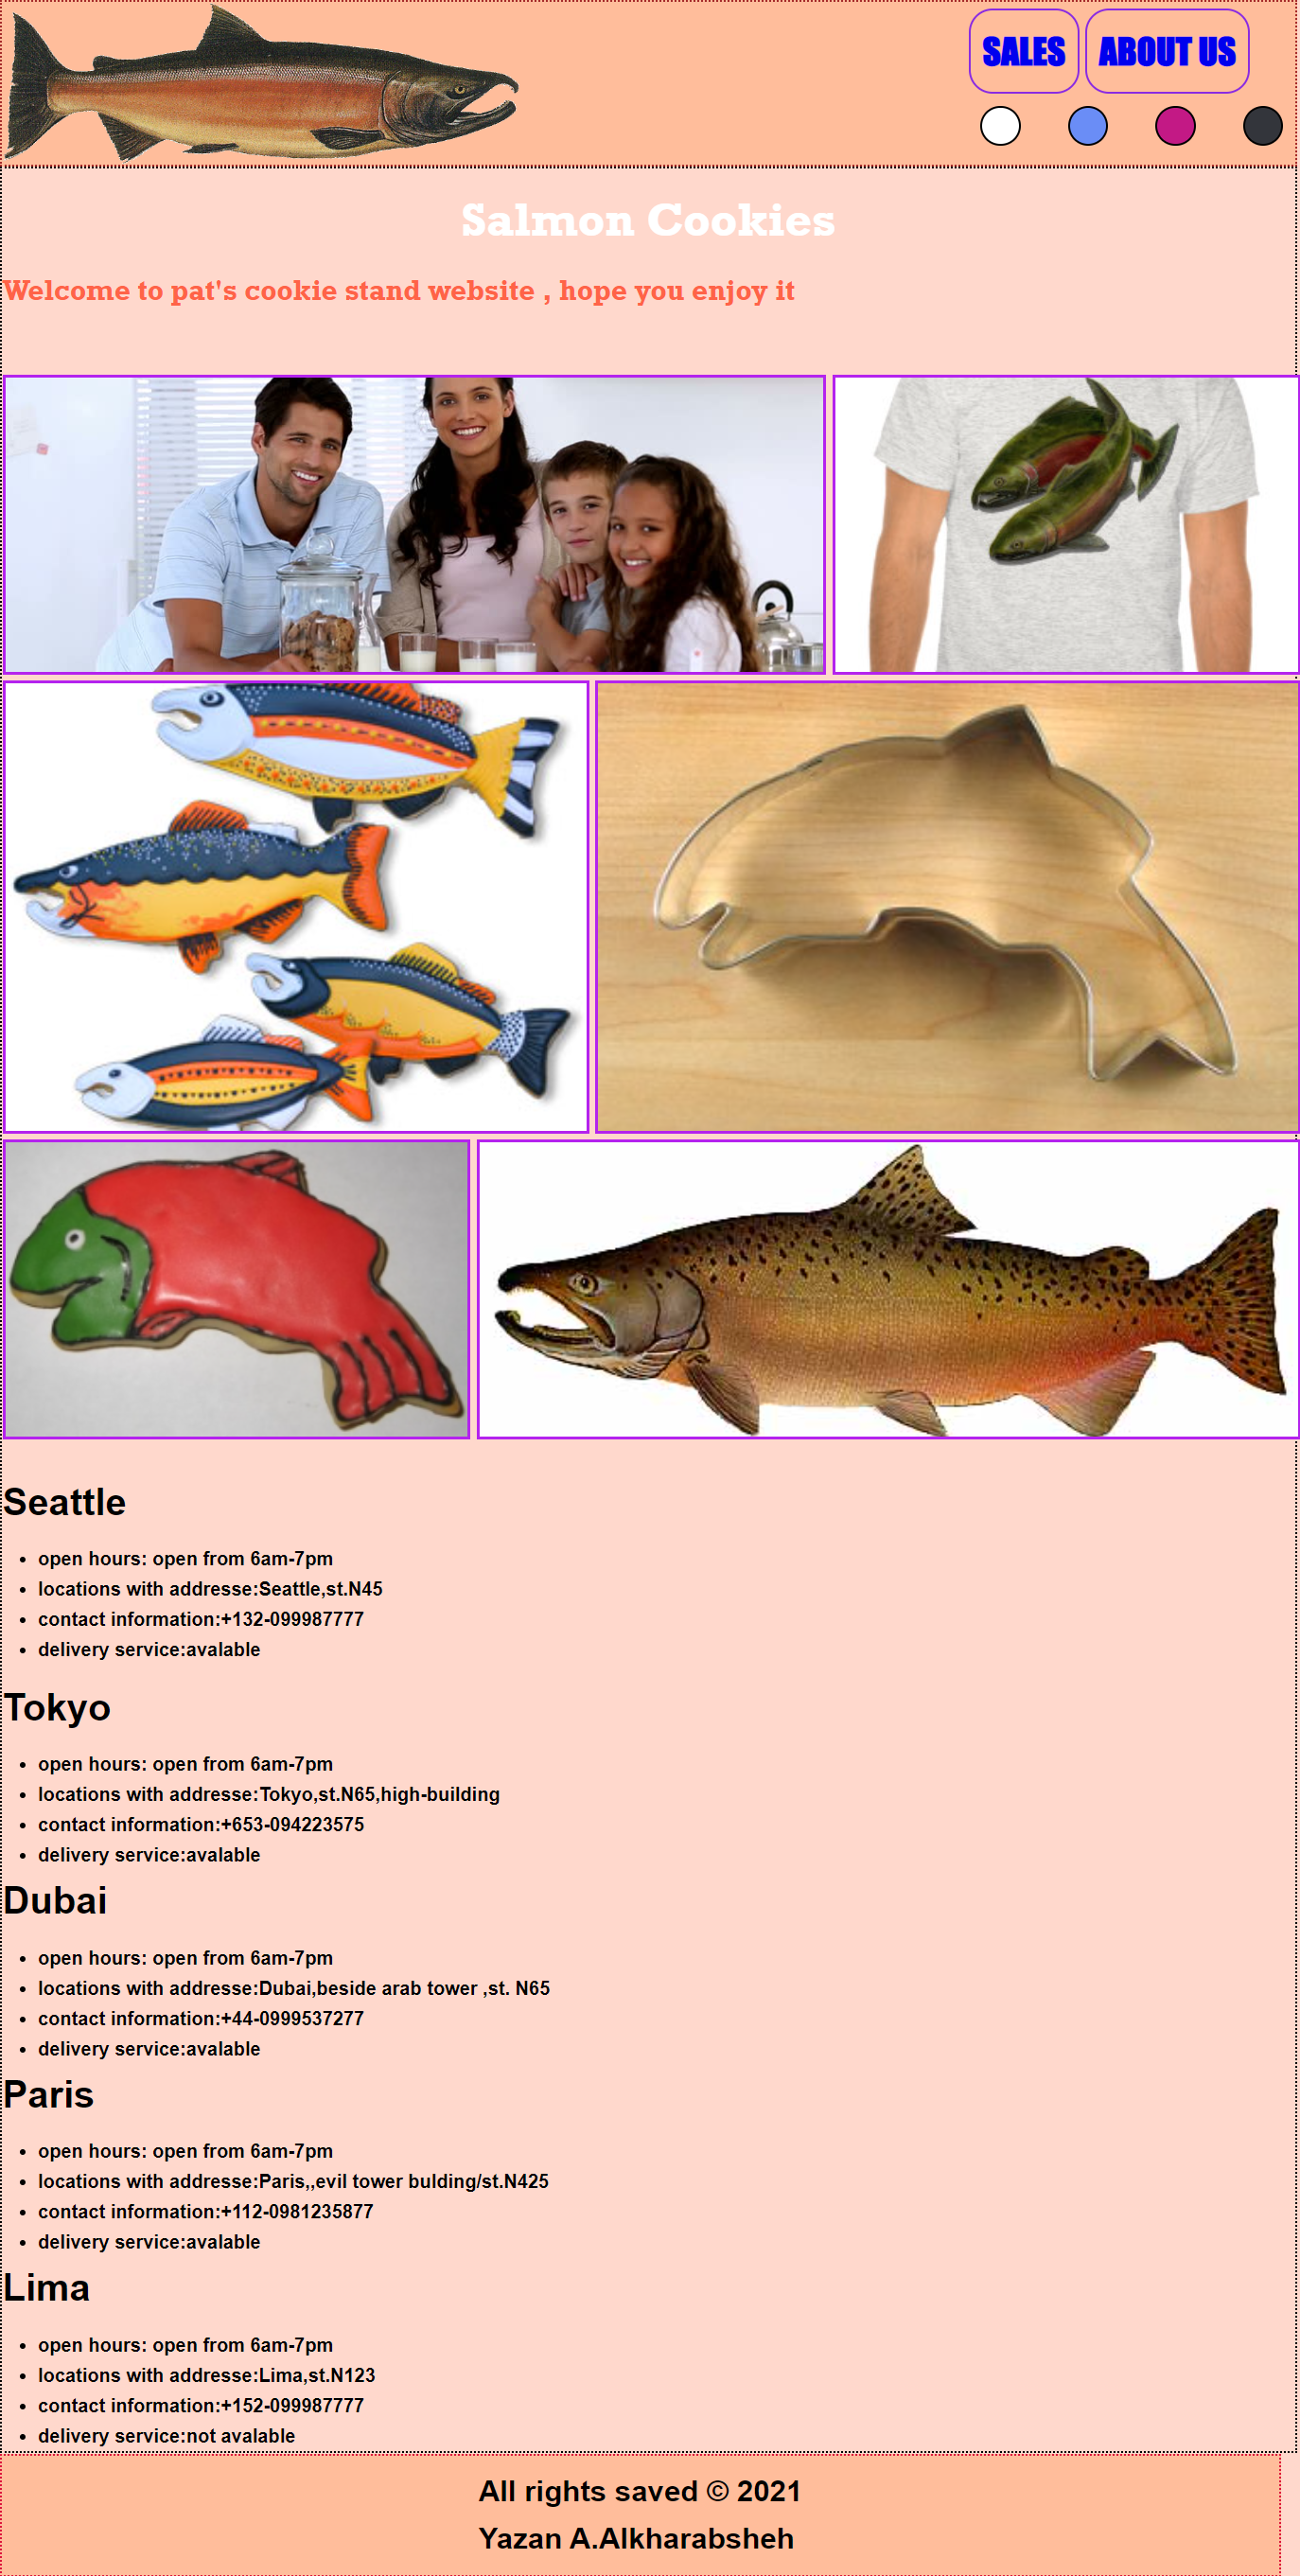 SALES ABOUT US
Salmon Cookies
Welcome to pat's cookie stand website , hope you enjoy it
Seattle
• open hours: open from 6am-7pm
• locations with addresse:Seattle,st.N45
• contact information:+132-099987777
• delivery service:avalable
Tokyo
• open hours: open from 6am-7pm
• locations with addresse:Tokyo,st.N65,high-building
• contact information:+653-094223575
• delivery service:avalable
Dubai
• open hours: open from 6am-7pm
• locations with addresse:Dubai,beside arab tower ,st. N65
• contact information:+44-0999537277
• delivery service:avalable
Paris
• open hours: open from 6am-7pm
• locations with addresse:Paris,,evil tower bulding/st.N425
• contact information:+112-0981235877
• delivery service:avalable
Lima
• open hours: open from 6am-7pm
• locations with addresse:Lima,st.N123
• contact information:+152-099987777
• delivery service:not avalable
All rights saved © 2021
Yazan A.Alkharabsheh